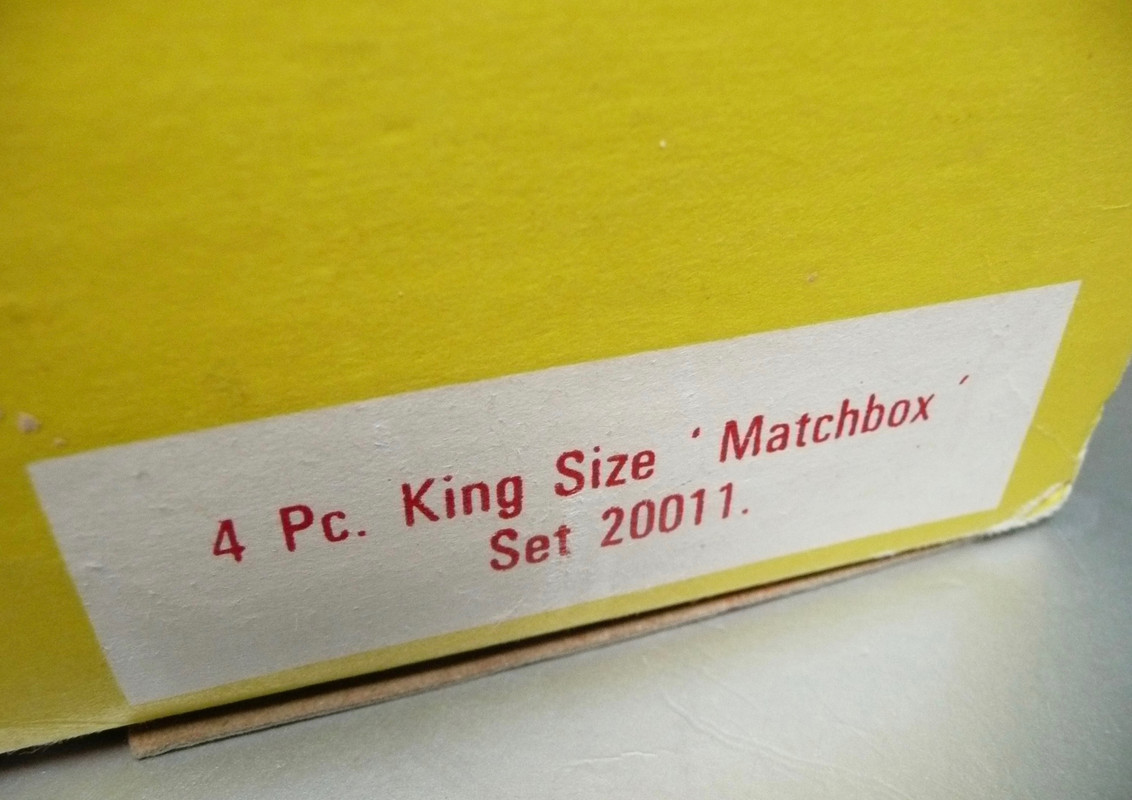 4 Pc. King Size ‘ Matchbox ’
Set 20011.